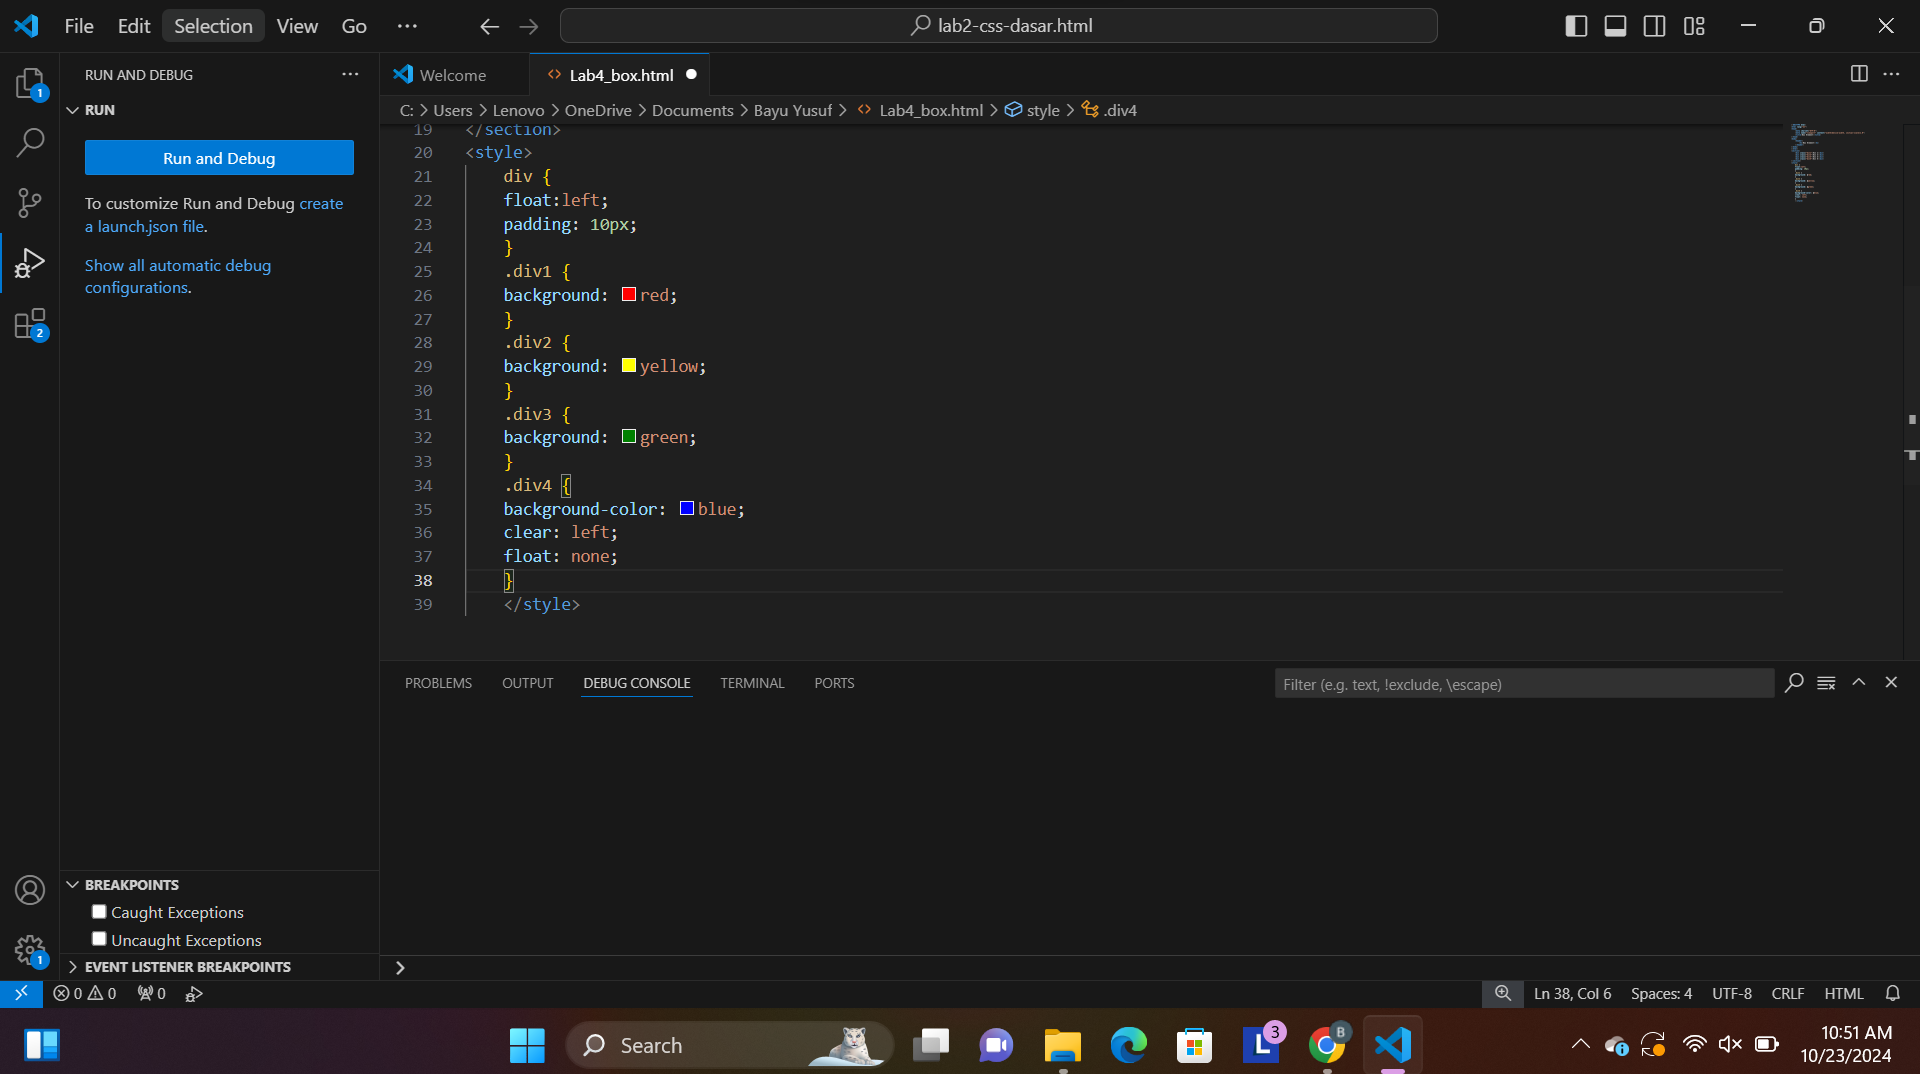 File Edit Selection View Go ···
lab2-css-dasar.html
RUN AND DEBUG ···
RUN
Run and Debug
To customize Run and Debug create
a launch.json file.
Show all automatic debug
configurations.
Welcome
Lab4_box.html
C: > Users > Lenovo > OneDrive > Documents > Bayu Yusuf > Lab4_box.html > style > .div4
19 </section>
20 <style>
21 div {
22 float:left;
23 padding: 10px;
24 }
25 .div1 {
26 background: red;
27 }
28 .div2 {
29 background: yellow;
30 }
31 .div3 {
32 background: green;
33 }
34 .div4 {
35 background-color: blue;
36 clear: left;
37 float: none;
38 }
39 </style>
PROBLEMS OUTPUT DEBUG CONSOLE TERMINAL PORTS
Filter (e.g. text, !exclude, \escape)
1
2
1
BREAKPOINTS
Caught Exceptions
Uncaught Exceptions
EVENT LISTENER BREAKPOINTS
0 0 0
Ln 38, Col 6 Spaces: 4 UTF-8 CRLF HTML
Search
L 3
B
10:51 AM
10/23/2024